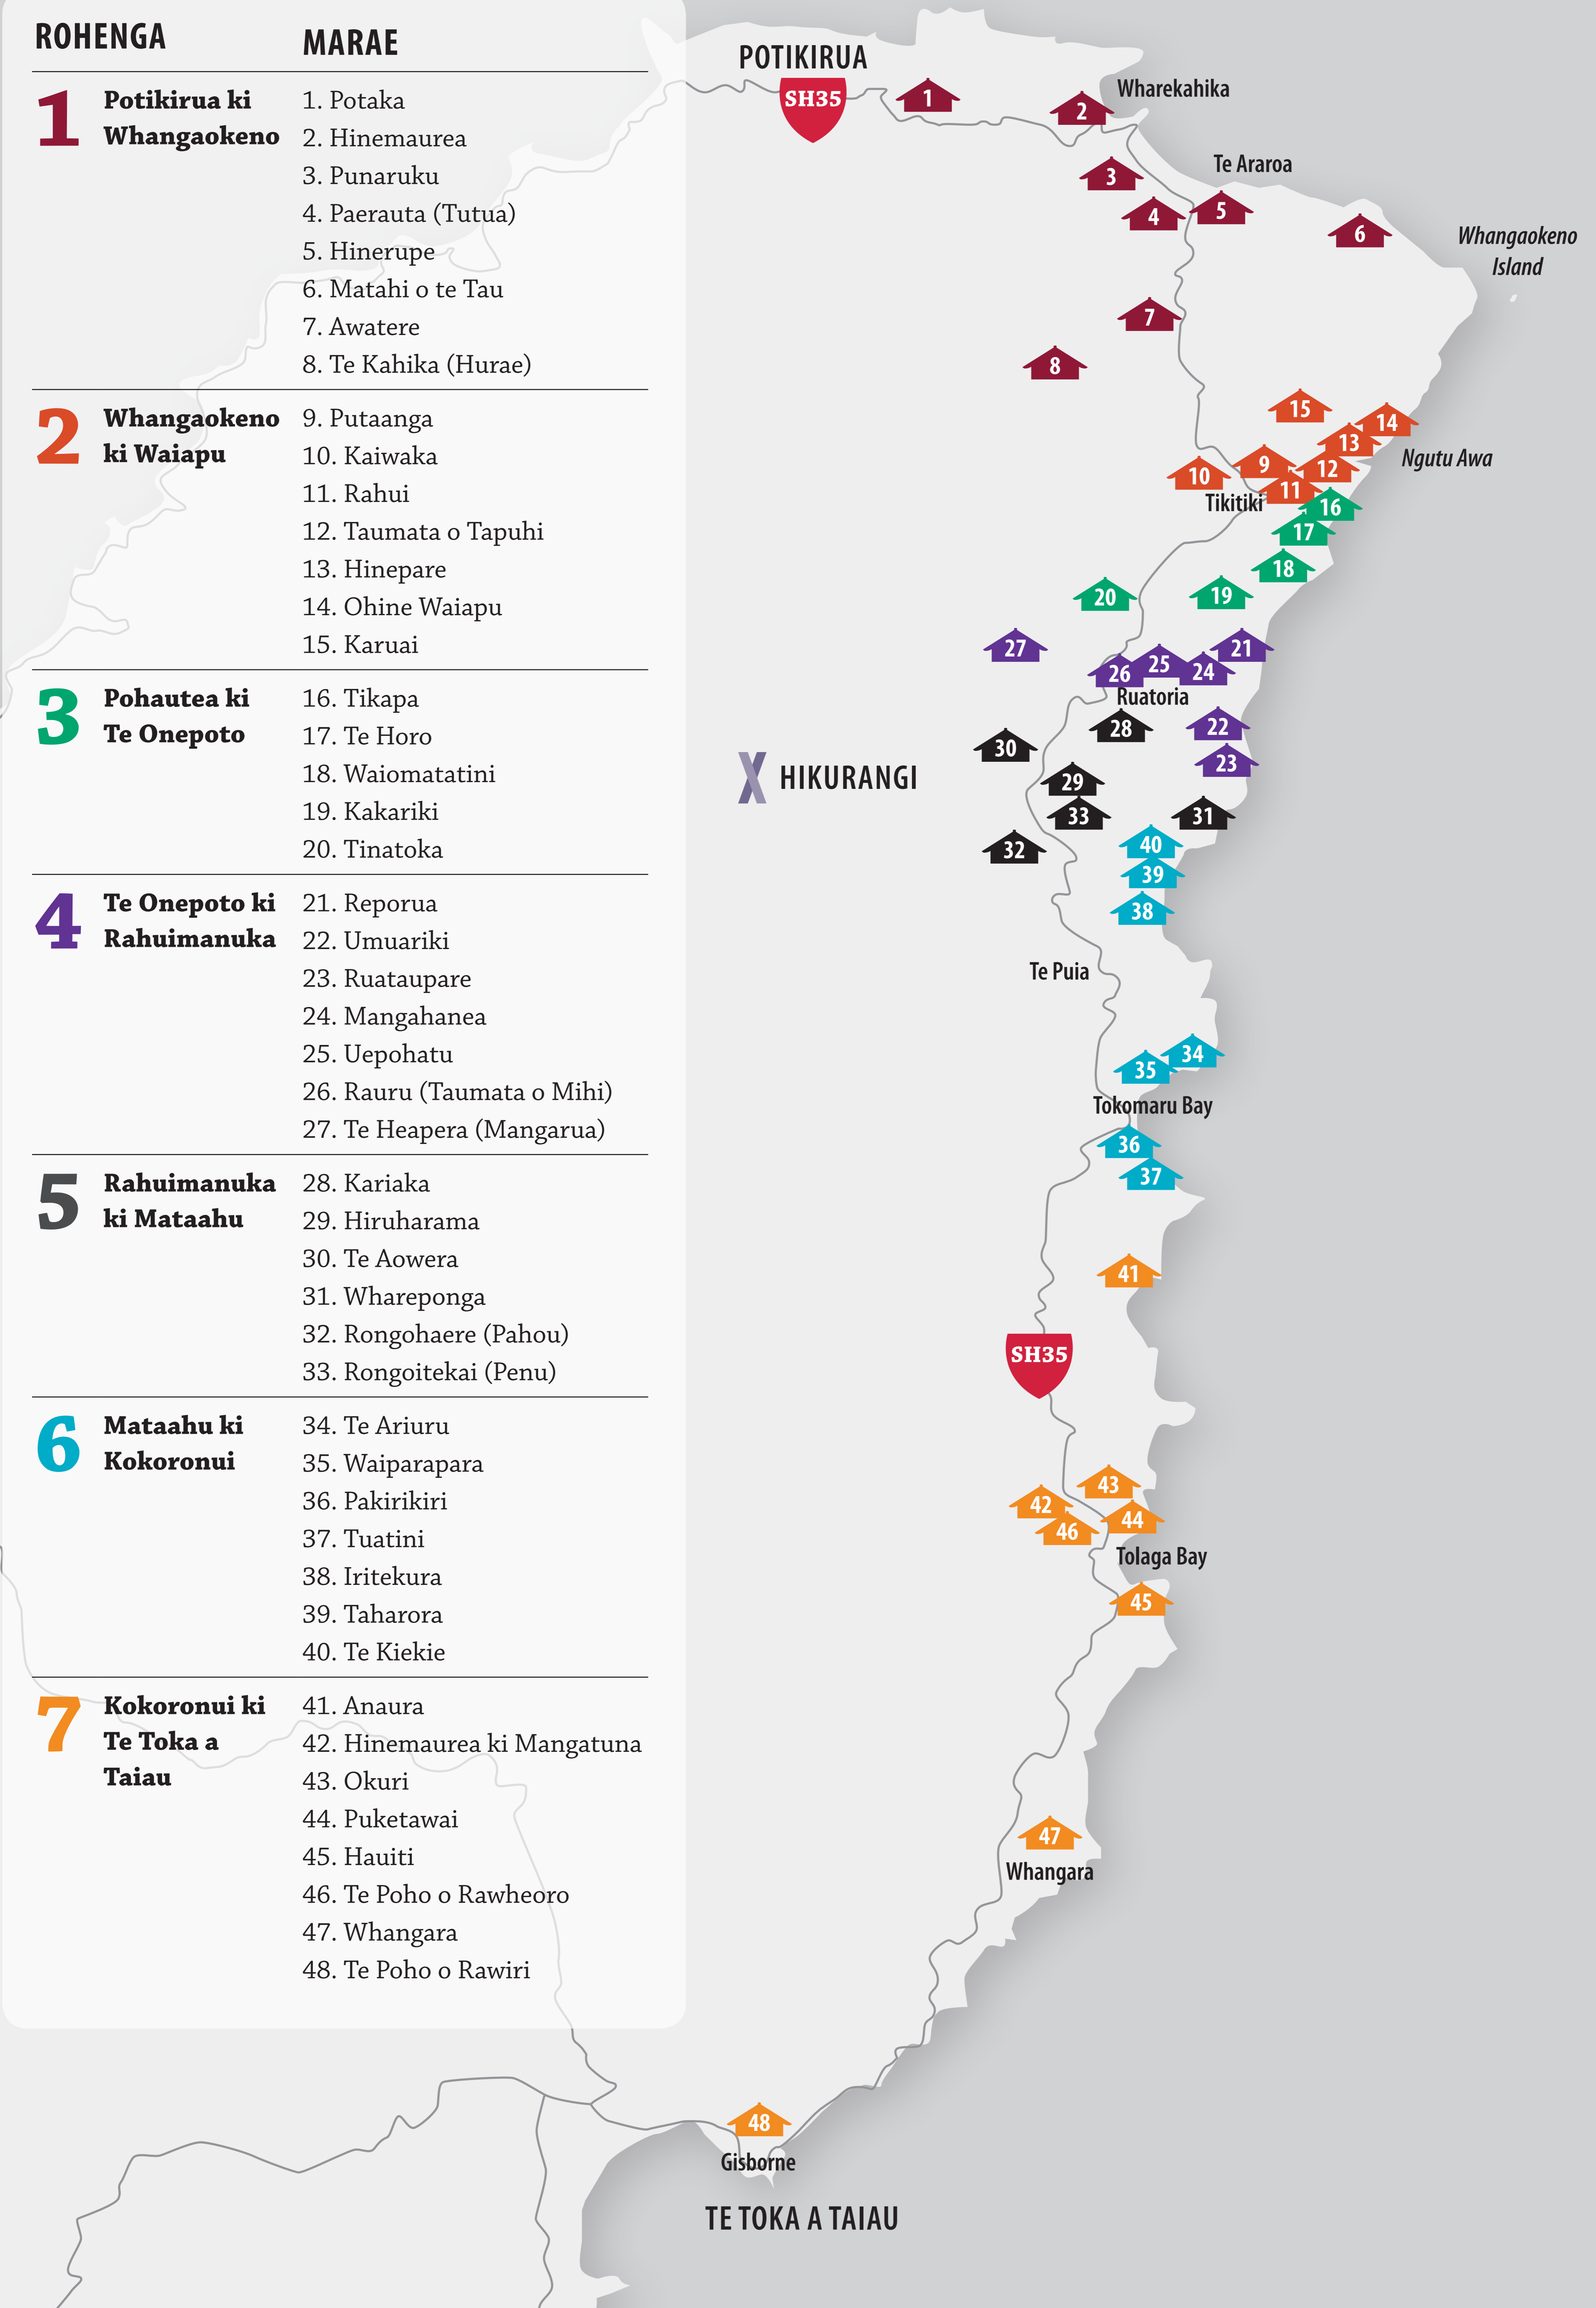 ROHENGA
MARAE
1
Potikirua ki
Whangaokeno
1. Potaka
2. Hinemaurea
3. Punaruku
4. Paerauta (Tutua)
5. Hinerupe
6. Matahi o te Tau
7. Awatere
8. Te Kahika (Hurae)
2
Whangaokeno
ki Waiapu
9. Putaanga
10. Kaiwaka
11. Rahui
12. Taumata o Tapuhi
13. Hinepare
14. Ohine Waiapu
15. Karuai
3
Pohautea ki
Te Onepoto
16. Tikapa
17. Te Horo
18. Waiomatatini
19. Kakariki
20. Tinatoka
4
Te Onepoto ki
Rahuimanuka
21. Reporua
22. Umuariki
23. Ruataupare
24. Mangahanea
25. Uepohatu
26. Rauru (Taumata o Mihi)
27. Te Heapera (Mangarua)
5
Rahuimanuka
ki Mataahu
28. Kariaka
29. Hiruharama
30. Te Aowera
31. Whareponga
32. Rongohaere (Pahou)
33. Rongoitekai (Penu)
6
Mataahu ki
Kokoronui
34. Te Ariuru
35. Waiparapara
36. Pakirikiri
37. Tuatini
38. Iritekura
39. Taharora
40. Te Kiekie
7
Kokoronui ki
Te Toka a
Taiau
41. Anaura
42. Hinemaurea ki Mangatuna
43. Okuri
44. Puketawai
45. Hauiti
46. Te Poho o Rawheoro
47. Whangara
48. Te Poho o Rawiri
POTIKIRUA
SH35
1
2
Wharekahika
3
Te Araroa
4
5
6
Whangaokeno
Island
7
8
15
14
13
Ngutu Awa
9
12
10
11
Tikitiki
16
17
18
20
19
27
21
25
26
24
Ruatoria
28
22
30
HIKURANGI
23
29
33
31
32
40
39
38
Te Puia
34
35
Tokomaru Bay
36
37
41
SH35
43
42
46
44
Tolaga Bay
45
47
Whangara
48
Gisborne
TE TOKA A TAIAU